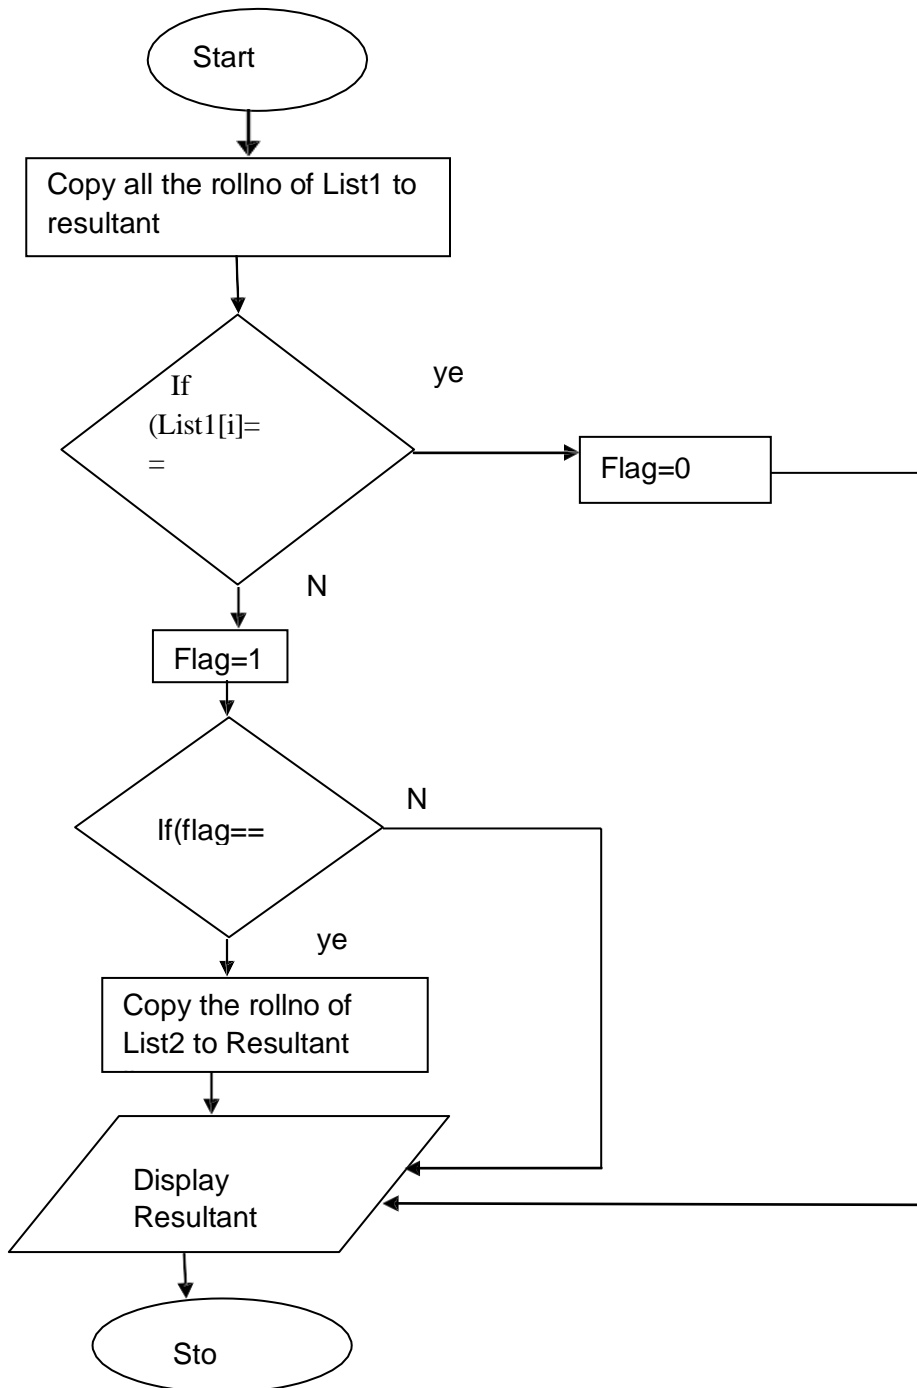 Start
Copy all the rollno of List1 to
resultant
ye
If
(List1[i]=
=
Flag=0
N
Flag=1
N
If(flag==
ye
Copy the rollno of
List2 to Resultant
Display
Resultant
Sto